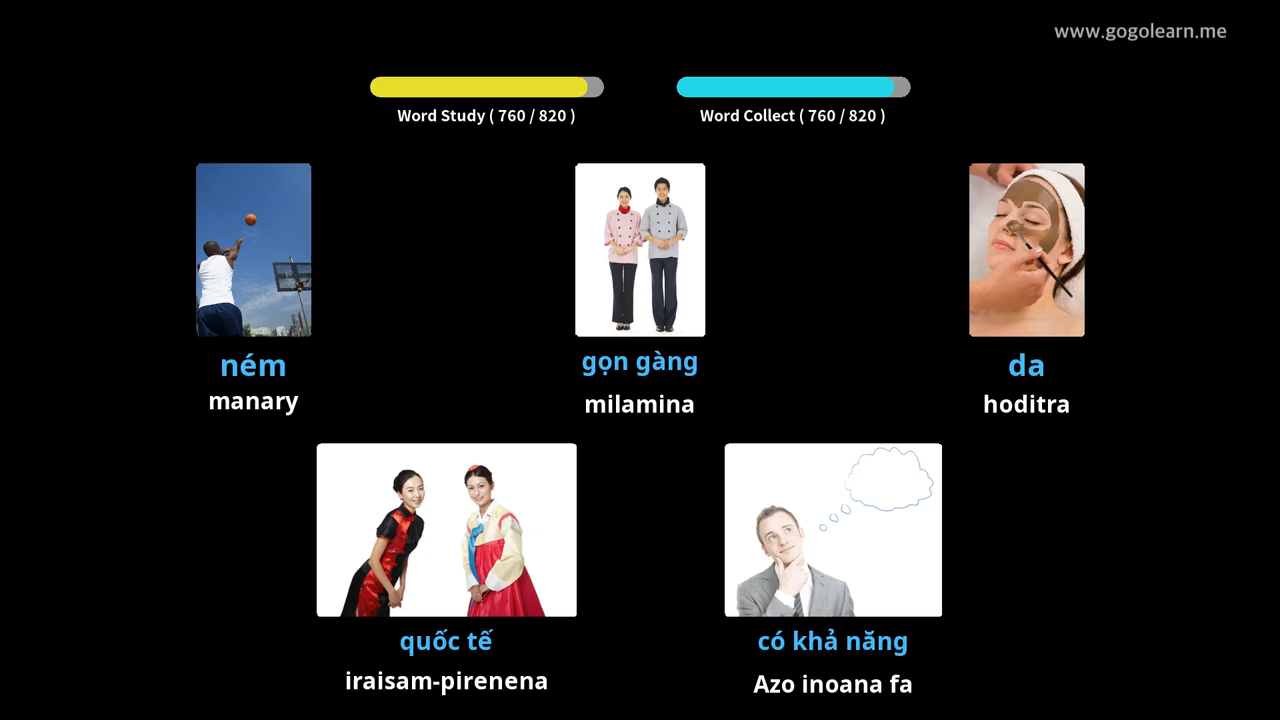 www.gogolearn.me
Word Study ( 760 / 820 )
Word Collect ( 760 / 820 )
ném
manary
gọn gàng
milamina
da
hoditra
quốc tế
iraisam-pirenena
có khả năng
Azo inoana fa